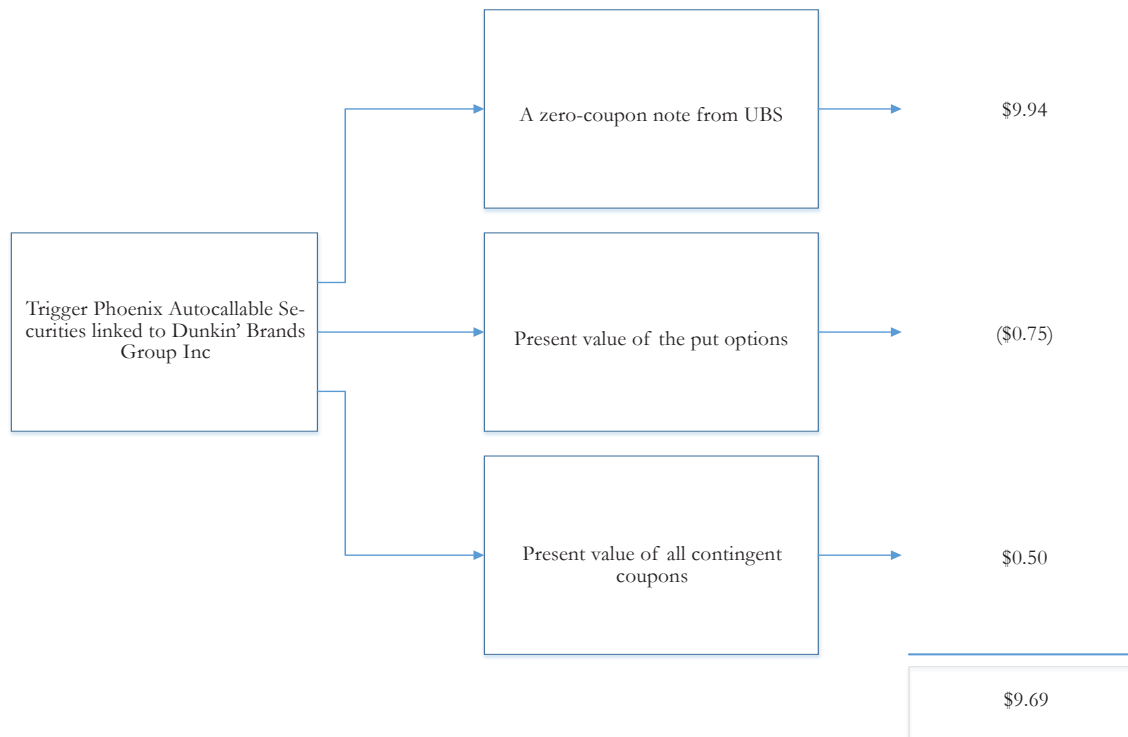 A zero-coupon note from UBS
$9.94
Trigger Phoenix Autocallable Se-
curities linked to Dunkin' Brands
Group Inc
Present value of the put options
($0.75)
Present value of all contingent
coupons
$0.50
$9.69